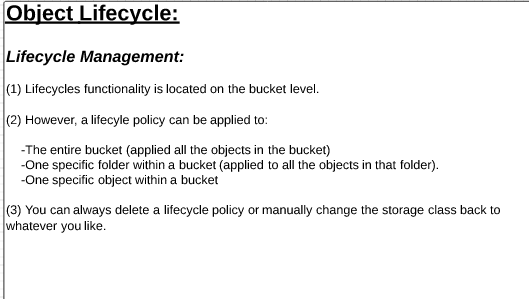 Object Lifecycle:
Lifecycle Management:
(1) Lifecycles functionality is located on the bucket level.
(2) However, a lifecyle policy can be applied to:
-The entire bucket (applied all the objects in the bucket)
-One specific folder within a bucket (applied to all the objects in that folder).
-One specific object within a bucket
(3) You can always delete a lifecycle policy or manually change the storage class back to
whatever you like.